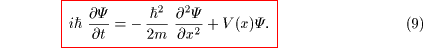 iħ ∂Ψ/∂t = − ħ²/2m ∂²Ψ/∂x² + V(x)Ψ. (9)